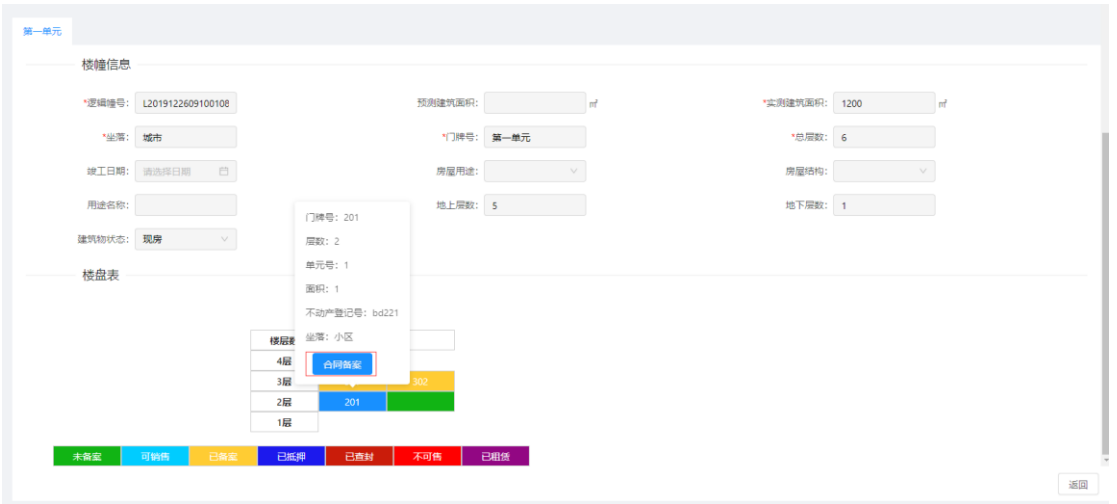 第一单元
楼幢信息
*逻辑幢号： L2019122609100108 预测建筑面积： ㎡ *实测建筑面积： 1200 ㎡
*坐落： 城市 *门牌号： 第一单元 *总层数： 6
竣工日期： 请选择日期 房屋用途： 房屋结构：
用途名称： 地上层数： 5 地下层数： 1
建筑物状态： 现房
门牌号：201
层数：2
单元号：1
面积：1
不动产登记号：bd221
坐落：小区
合同备案
楼盘表
楼层数
4层
3层 302
2层 201
1层
未备案 可销售 已备案 已抵押 已查封 不可售 已租赁
返回